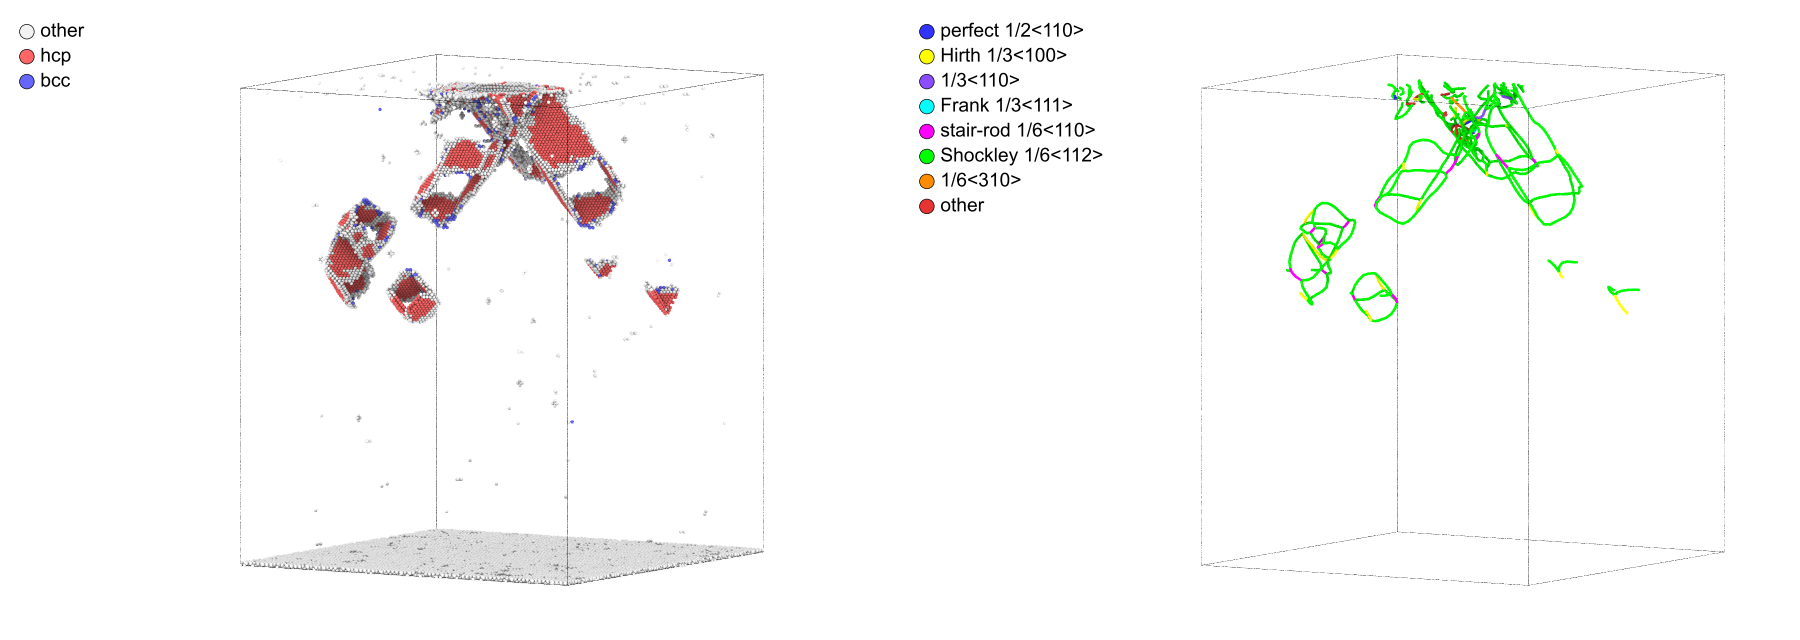 other
hcp
bcc
perfect 1/2<110>
Hirth 1/3<100>
1/3<110>
Frank 1/3<111>
stair-rod 1/6<110>
Shockley 1/6<112>
1/6<310>
other